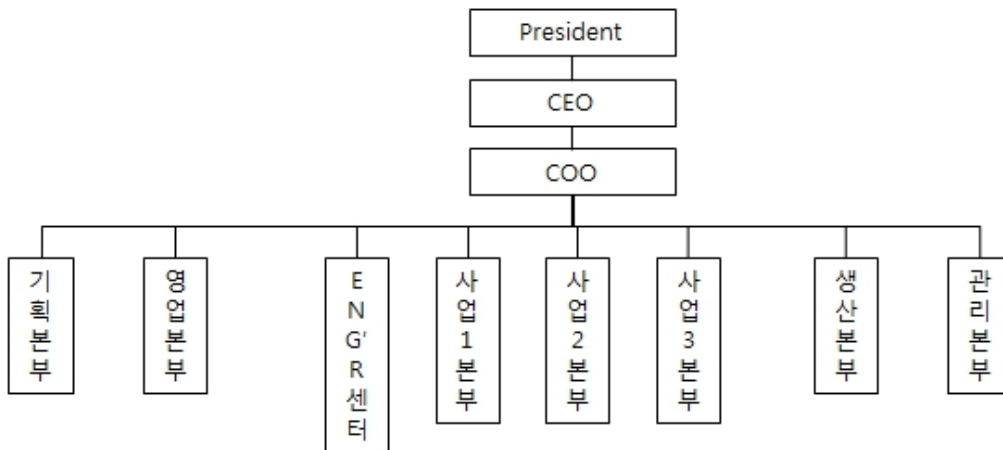 President
CEO
COO
기획본부
영업본부
ENG'R센터
사업1본부
사업2본부
사업3본부
생산본부
관리본부